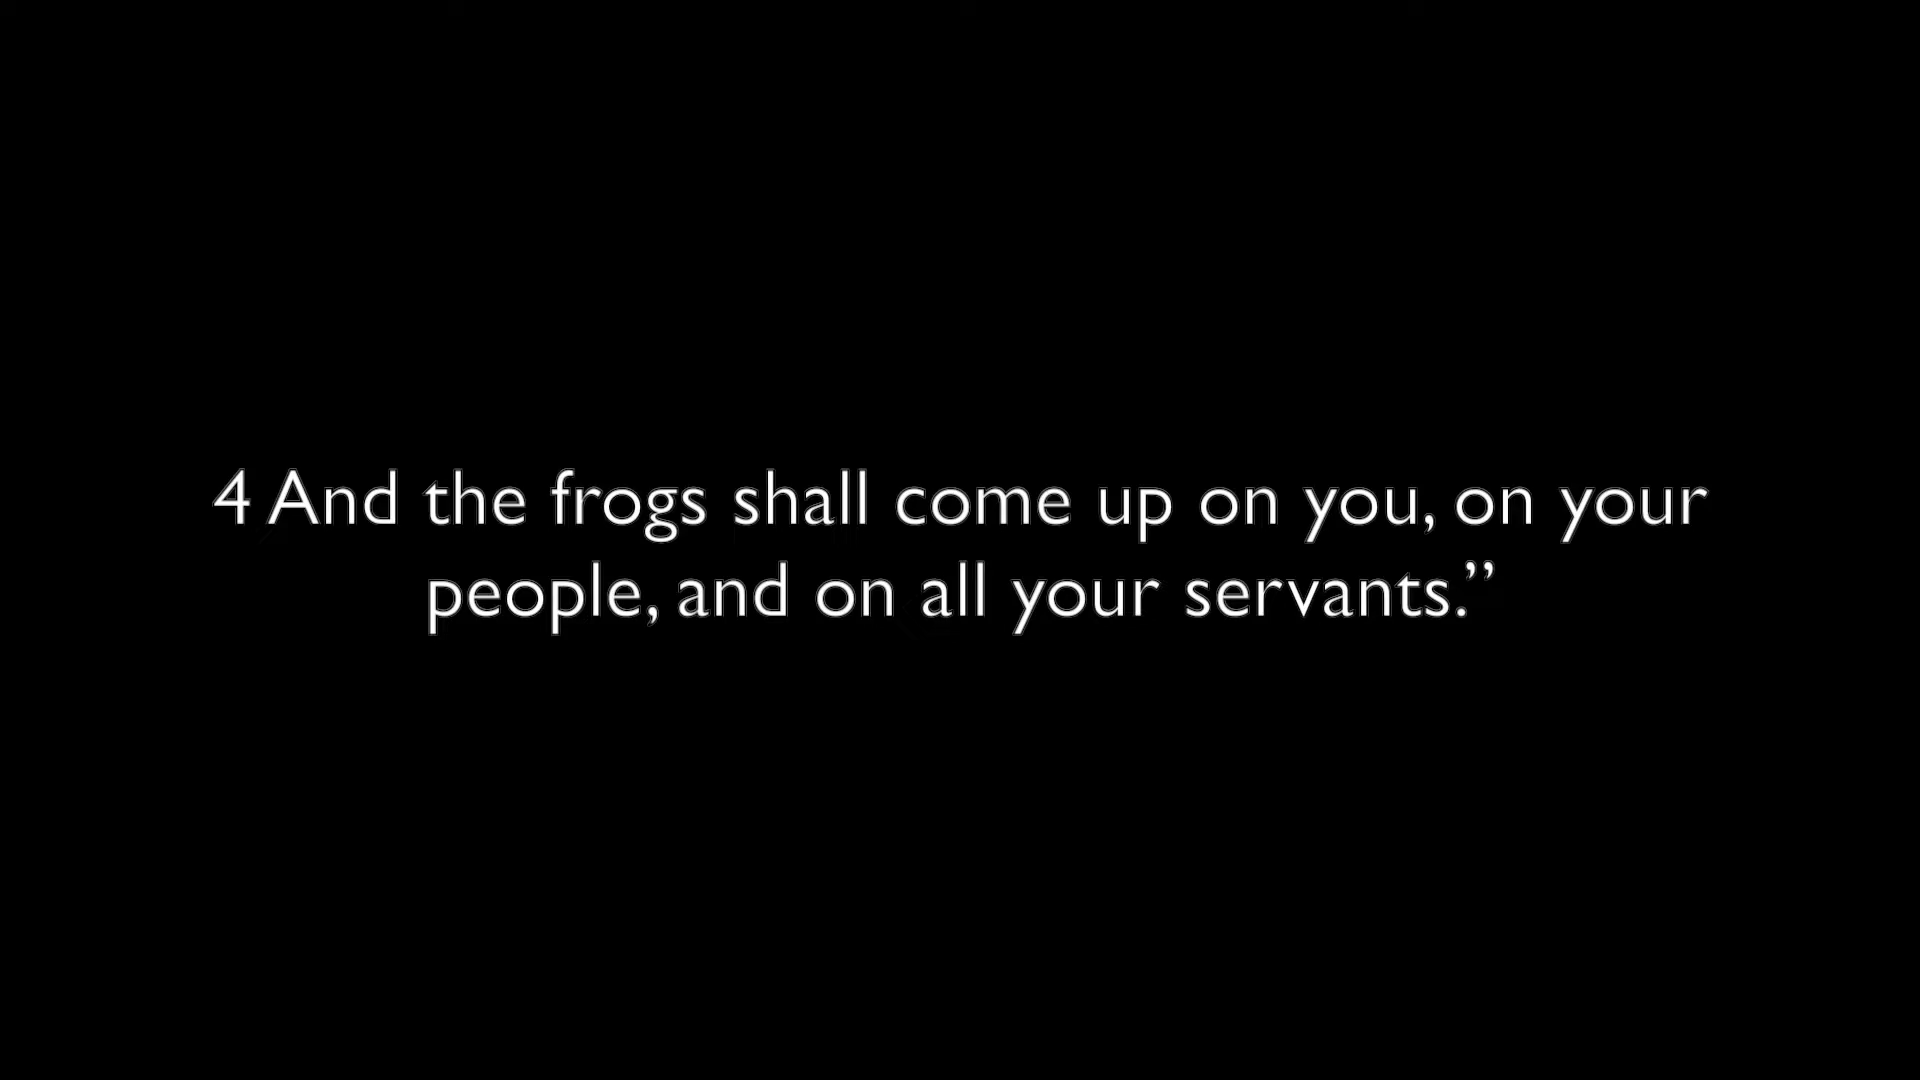 4 And the frogs shall come up on you, on your
people, and on all your servants.”